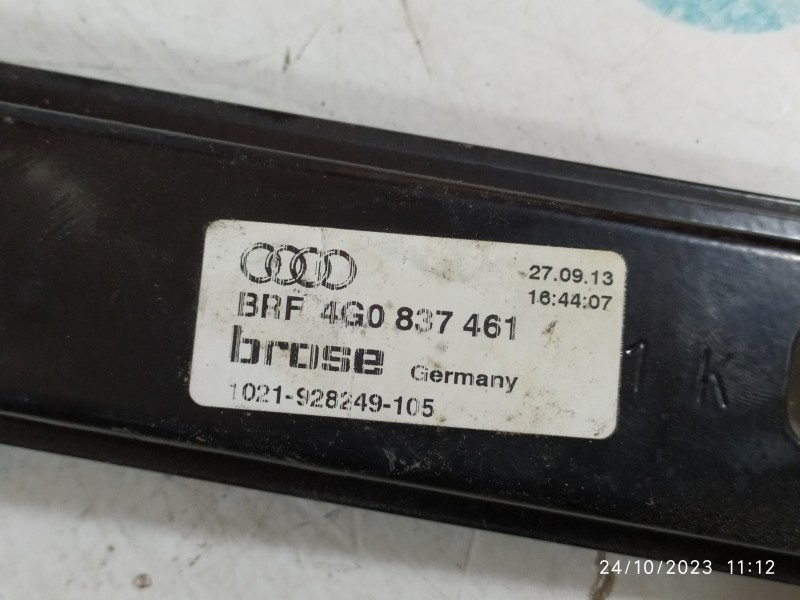 27.09.13
16:44:07
BRF 4G0 837 461
brose Germany
1021-928249-105
1 K
24/10/2023 11:12